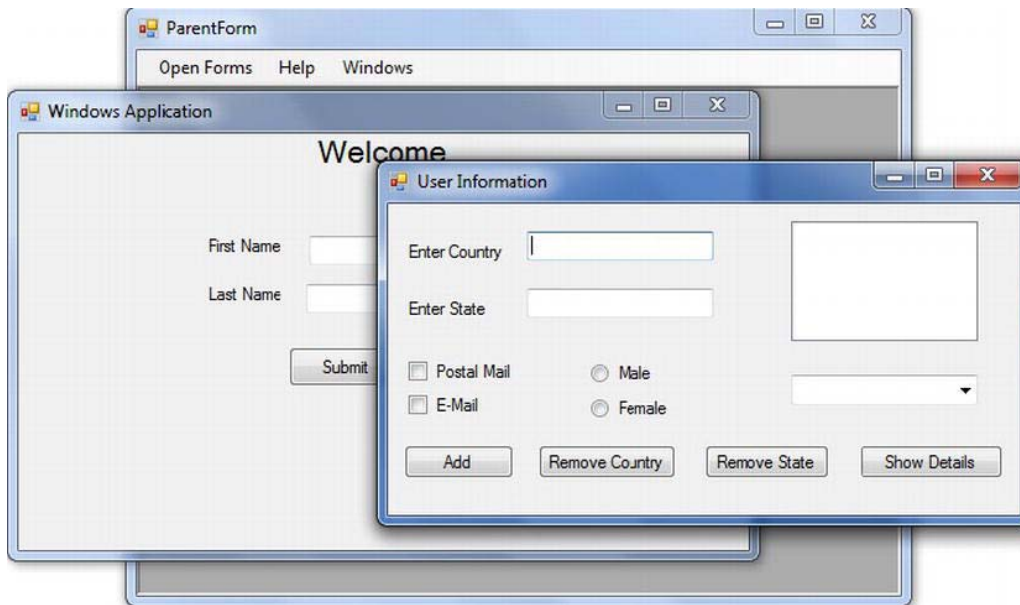 ParentForm
Open Forms Help Windows
Windows Application
Welcome
User Information
First Name
Last Name
Submit
Enter Country
Enter State
Postal Mail
Male
E-Mail
Female
Add Remove Country Remove State Show Details